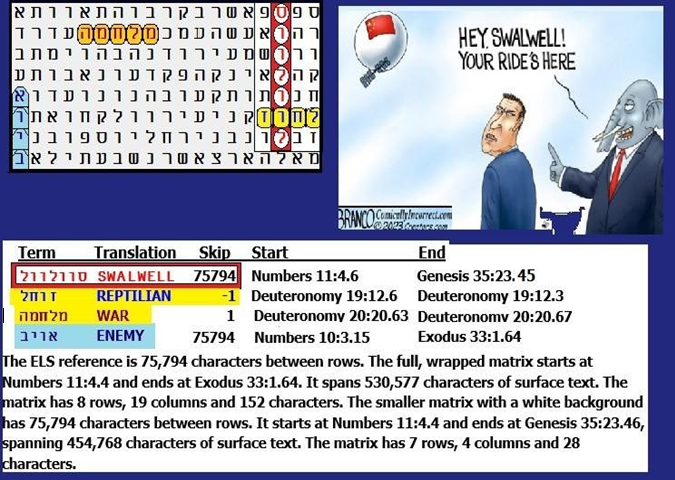 ספספאשרבקרבוהתאוותא
מאלהארצאשרנשבעתילאב
HEY, SWALWELL!
YOUR RIDE'S HERE
BRANCO ComicallyIncorrect.com
©2023 Creators.com
Term Translation Skip Start End
סוולוול SWALWELL 75794 Numbers 11:4.6 Genesis 35:23.45
זוחל REPTILIAN -1 Deuteronomy 19:12.6 Deuteronomy 19:12.3
מלחמה WAR 1 Deuteronomy 20:20.63 Deuteronomy 20:20.67
אויב ENEMY 75794 Numbers 10:3.15 Exodus 33:1.64
The ELS reference is 75,794 characters between rows. The full, wrapped matrix starts at
Numbers 11:4.4 and ends at Exodus 33:1.64. It spans 530,577 characters of surface text. The
matrix has 8 rows, 19 columns and 152 characters. The smaller matrix with a white background
has 75,794 characters between rows. It starts at Numbers 11:4.4 and ends at Genesis 35:23.46,
spanning 454,768 characters of surface text. The matrix has 7 rows, 4 columns and 28
characters.